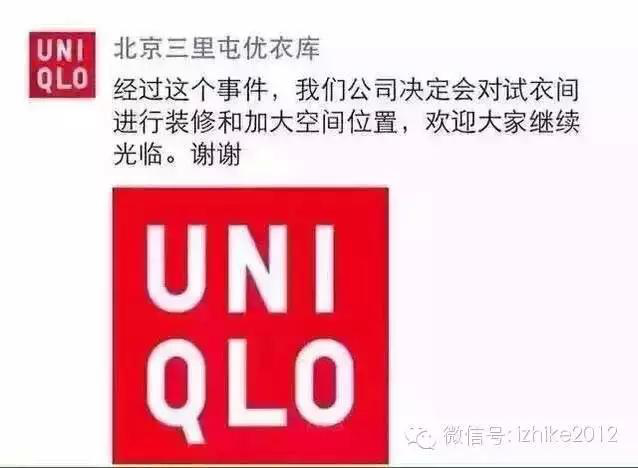 UNI
QLO
北京三里屯优衣库
经过这个事件，我们公司决定会对试衣间
进行装修和加大空间位置，欢迎大家继续
光临。谢谢
UNI
QLO
微信号: izhike2012